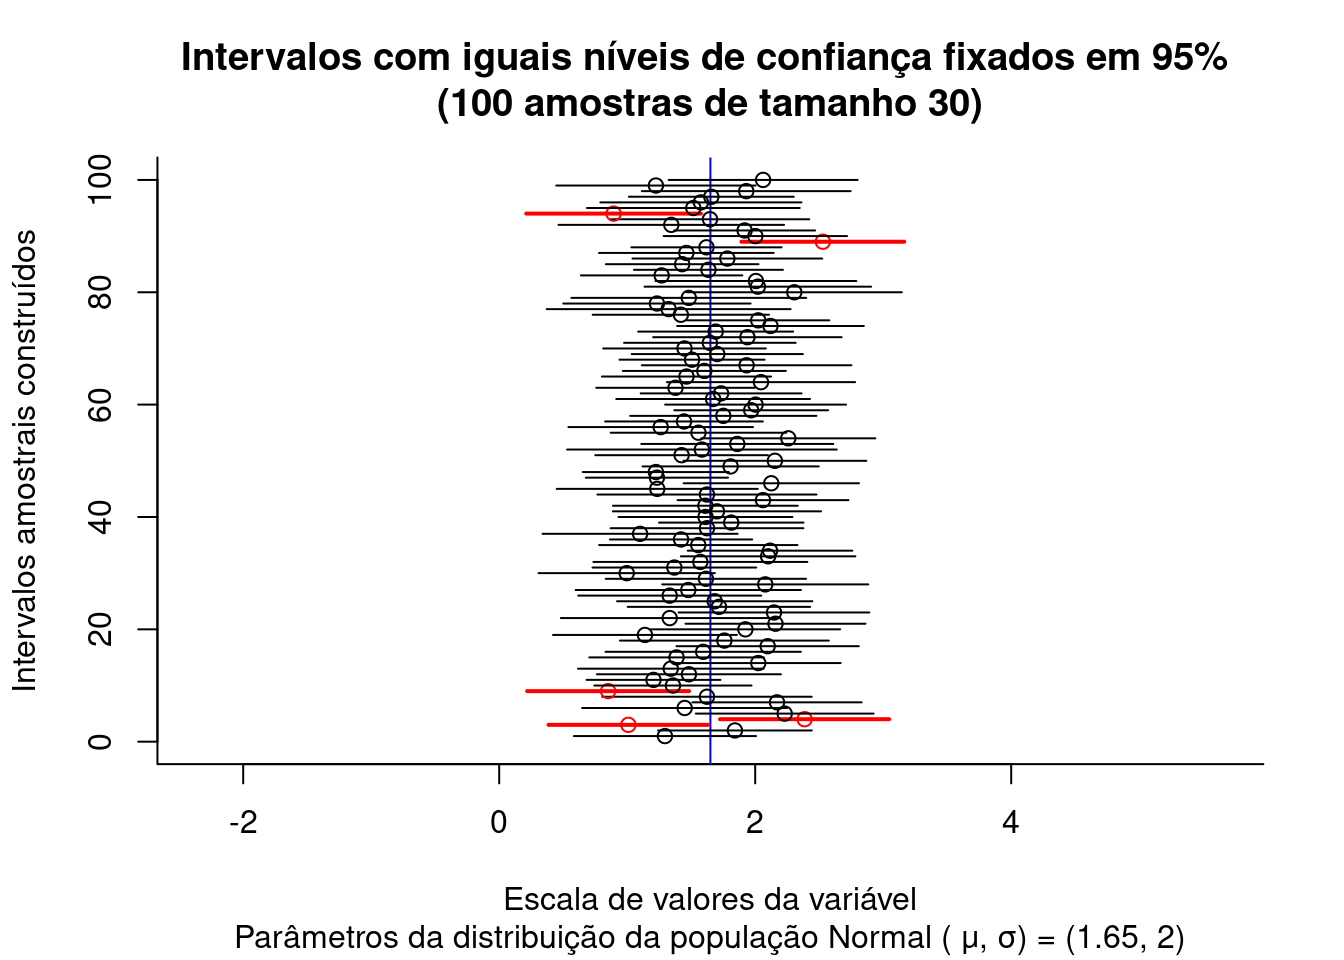 Intervalos com iguais níveis de confiança fixados em 95%
(100 amostras de tamanho 30)
Intervalos amostrais construídos
100
80
60
40
20
0
-2
0
2
4
Escala de valores da variável
Parâmetros da distribuição da população Normal ( μ, σ) = (1.65, 2)